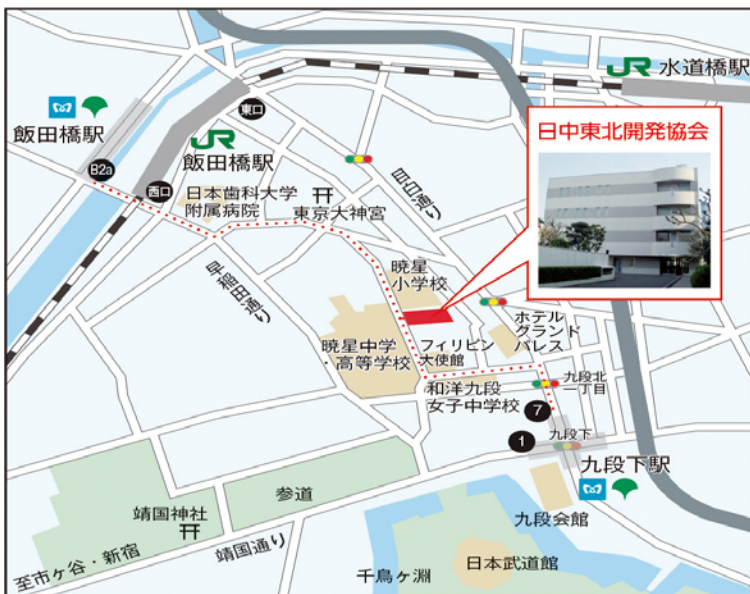 JR 水道橋駅
飯田橋駅
東口
JR
飯田橋駅
B2a
西口
日中東北開発協会
目白通り
日本歯科大学
附属病院
東京大神宮
早稲田通り
暁星
小学校
ホテル
グランド
パレス
暁星中学
高等学校
フィリピン
大使館
九段北
一丁目
和洋九段
女子中学校
7
1
九段下
九段下駅
参道
靖国神社
九段会館
靖国通り
至市ヶ谷・新宿
千鳥ヶ淵
日本武道館